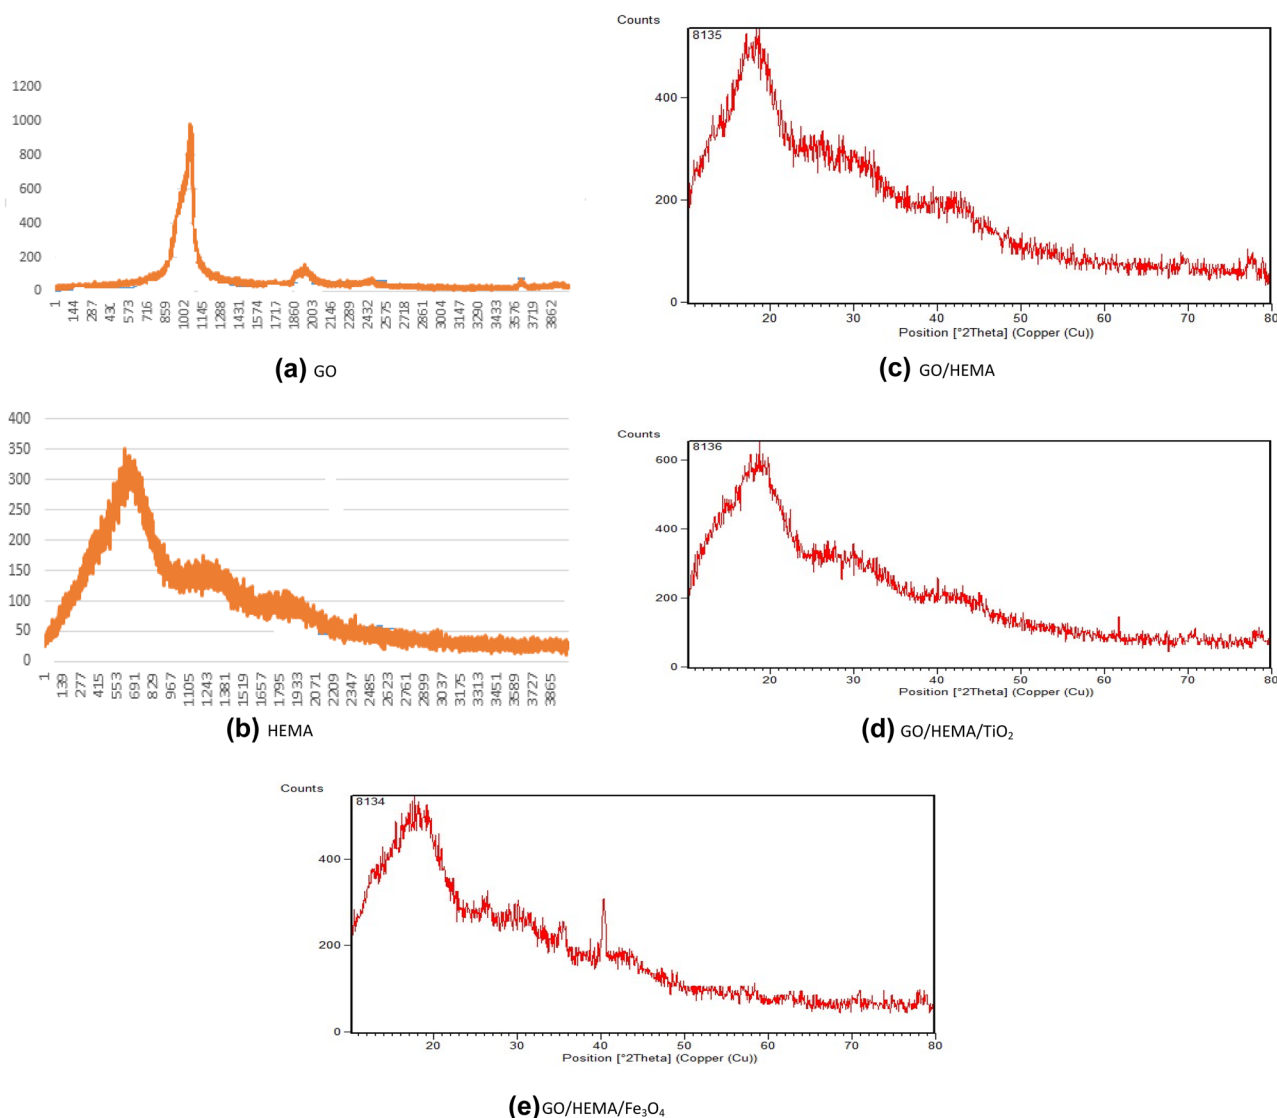 1200
1000
800
600
400
200
0
1 144 287 430 573 716 859 1002 1145 1288 1431 1574 1717 1860 2003 2146 2289 2432 2575 2718 2861 3004 3147 3290 3433 3576 3719 3862
(a) GO
Counts
8135
400
200
0
20 30 40 50 60 70 80
Position [°2Theta] (Copper (Cu))
(c) GO/HEMA
400
350
300
250
200
150
100
50
0
1 139 277 415 553 691 829 967 1105 1243 1381 1519 1657 1795 1933 2071 2209 2347 2485 2623 2761 2899 3037 3175 3313 3451 3589 3727 3865
(b) HEMA
Counts
8136
600
400
200
0
20 30 40 50 60 70 80
Position [°2Theta] (Copper (Cu))
(d) GO/HEMA/TiO₂
Counts
8134
400
200
0
20 30 40 50 60 70 80
Position [°2Theta] (Copper (Cu))
(e) GO/HEMA/Fe₃O₄